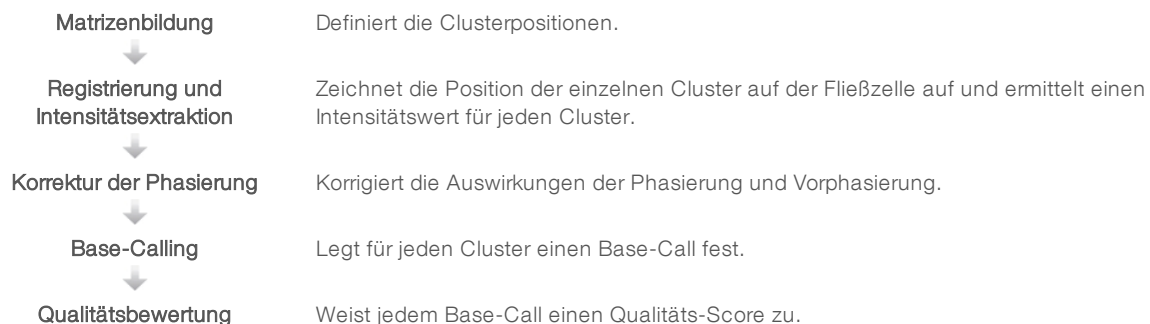 Matrizenbildung
Definiert die Clusterpositionen.
Registrierung und
Intensitätsextraktion
Zeichnet die Position der einzelnen Cluster auf der Fließzelle auf und ermittelt einen
Intensitätswert für jeden Cluster.
Korrektur der Phasierung
Korrigiert die Auswirkungen der Phasierung und Vorphasierung.
Base-Calling
Legt für jeden Cluster einen Base-Call fest.
Qualitätsbewertung
Weist jedem Base-Call einen Qualitäts-Score zu.